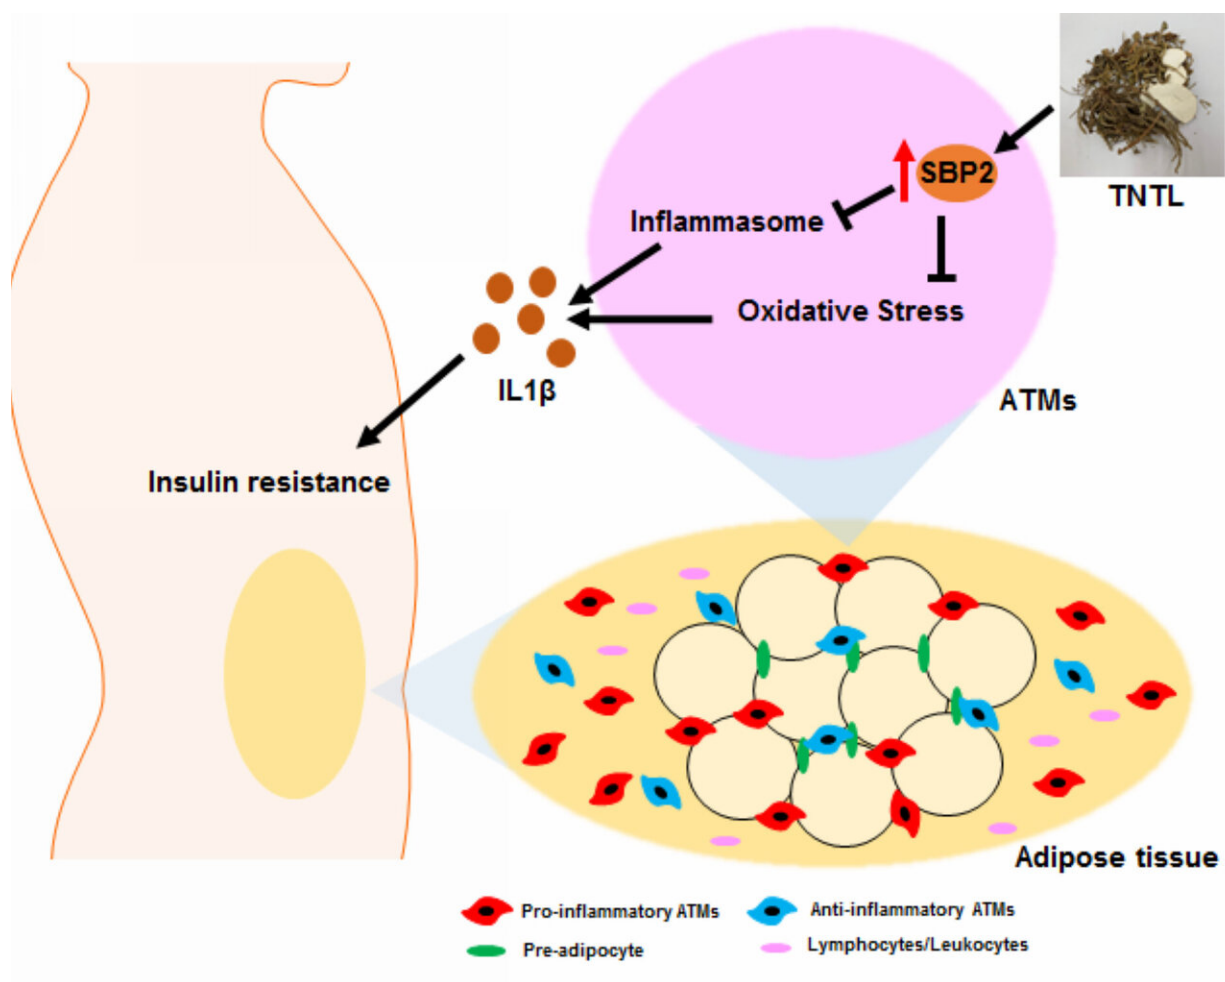 SBP2
TNTL
Inflammasome
Oxidative Stress
IL1β
ATMs
Insulin resistance
Adipose tissue
Pro-inflammatory ATMs
Anti-inflammatory ATMs
Pre-adipocyte
Lymphocytes/Leukocytes